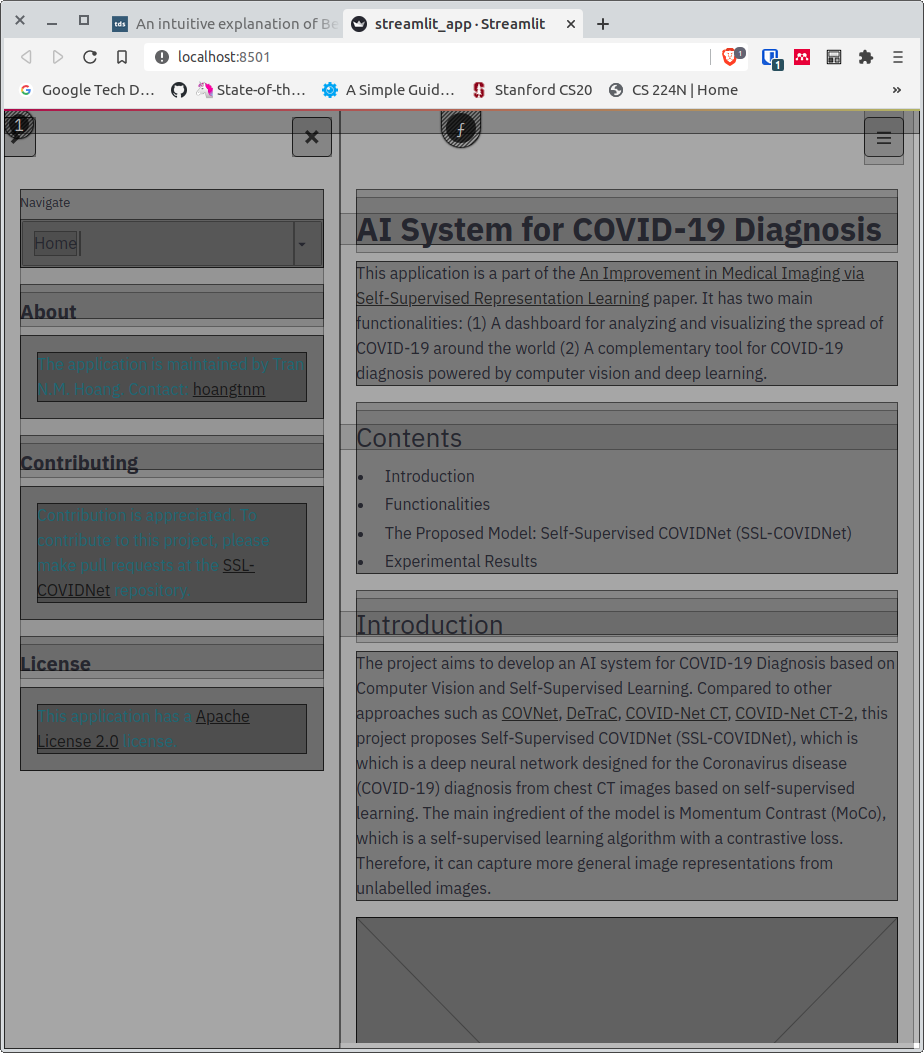 An intuitive explanation of Be
streamlit_app · Streamlit
localhost:8501
1
1
Google Tech D…
State-of-th…
A Simple Guid…
Stanford CS20
CS 224N | Home
»
1
f
Navigate
Home
About
The application is maintained by Tran
N.M. Hoang. Contact: hoangtnm
Contributing
Contribution is appreciated! To
contribute to this project, please
make pull requests at the SSL-
COVIDNet repository.
License
This application has a Apache
License 2.0 license.
AI System for COVID-19 Diagnosis
This application is a part of the An Improvement in Medical Imaging via
Self-Supervised Representation Learning paper. It has two main
functionalities: (1) A dashboard for analyzing and visualizing the spread of
COVID-19 around the world (2) A complementary tool for COVID-19
diagnosis powered by computer vision and deep learning.
Contents
Introduction
Functionalities
The Proposed Model: Self-Supervised COVIDNet (SSL-COVIDNet)
Experimental Results
Introduction
The project aims to develop an AI system for COVID-19 Diagnosis based on
Computer Vision and Self-Supervised Learning. Compared to other
approaches such as COVNet, DeTraC, COVID-Net CT, COVID-Net CT-2, this
project proposes Self-Supervised COVIDNet (SSL-COVIDNet), which is
which is a deep neural network designed for the Coronavirus disease
(COVID-19) diagnosis from chest CT images based on self-supervised
learning. The main ingredient of the model is Momentum Contrast (MoCo),
which is a self-supervised learning algorithm with a contrastive loss.
Therefore, it can capture more general image representations from
unlabelled images.